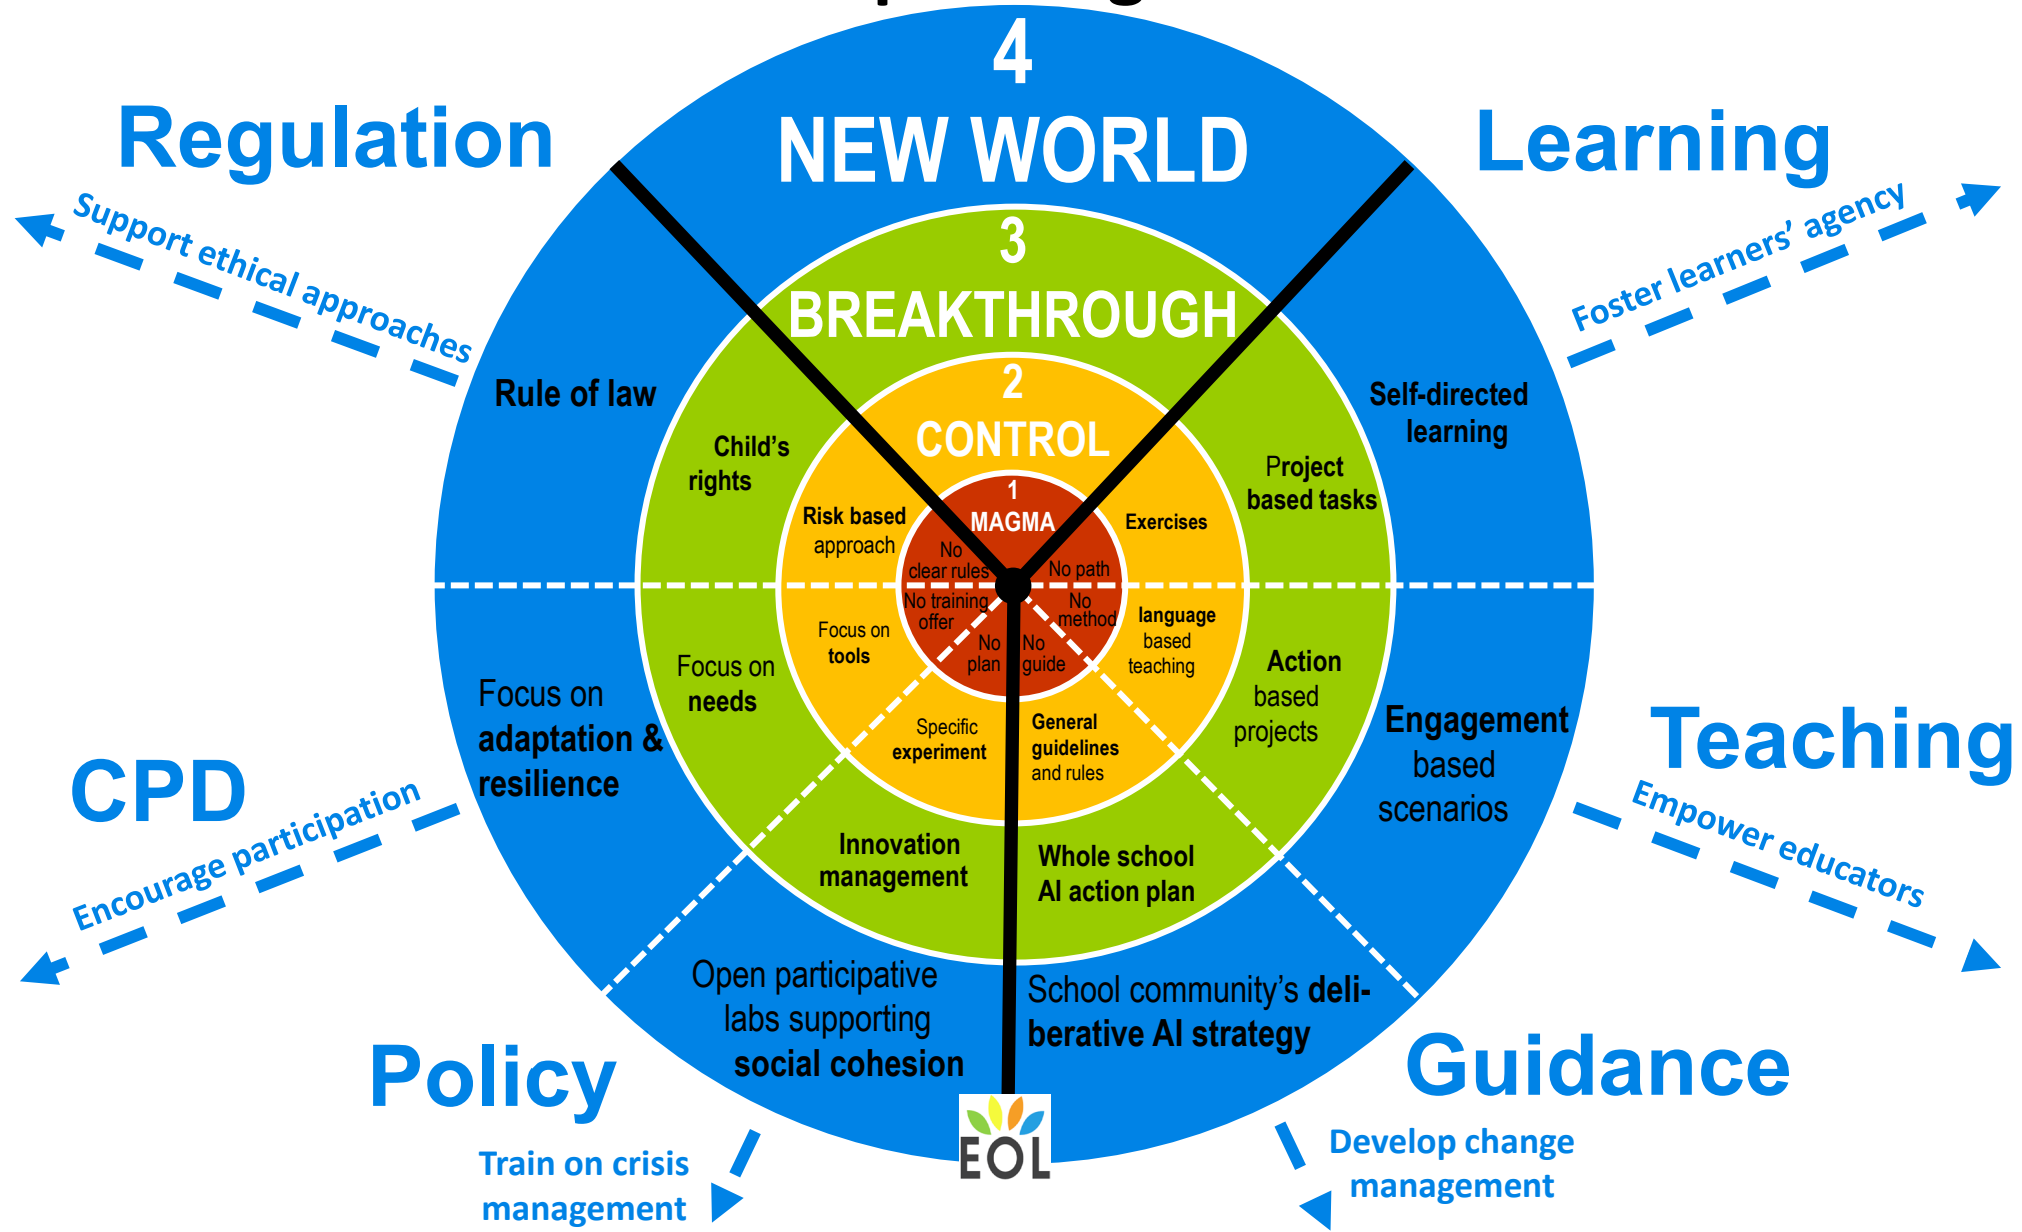 4
NEW WORLD
3
BREAKTHROUGH
2
CONTROL
1
MAGMA
Regulation
Support ethical approaches
Rule of law
Child's
rights
Risk based
approach
No
clear rules
Learning
Foster learners’ agency
Self-directed
learning
Project
based tasks
Exercises
No path
Teaching
Empower educators
Engagement
based
scenarios
Action
based
projects
language
based
teaching
No
method
Guidance
Develop change
management
School community’s deli-
berative AI strategy
Whole school
AI action plan
General
guidelines
and rules
No
guide
Policy
Train on crisis
management
Open participative
labs supporting
social cohesion
Innovation
management
Specific
experiment
No
plan
CPD
Encourage participation
Focus on
adaptation &
resilience
Focus on
needs
Focus on
tools
No training
offer
EOL